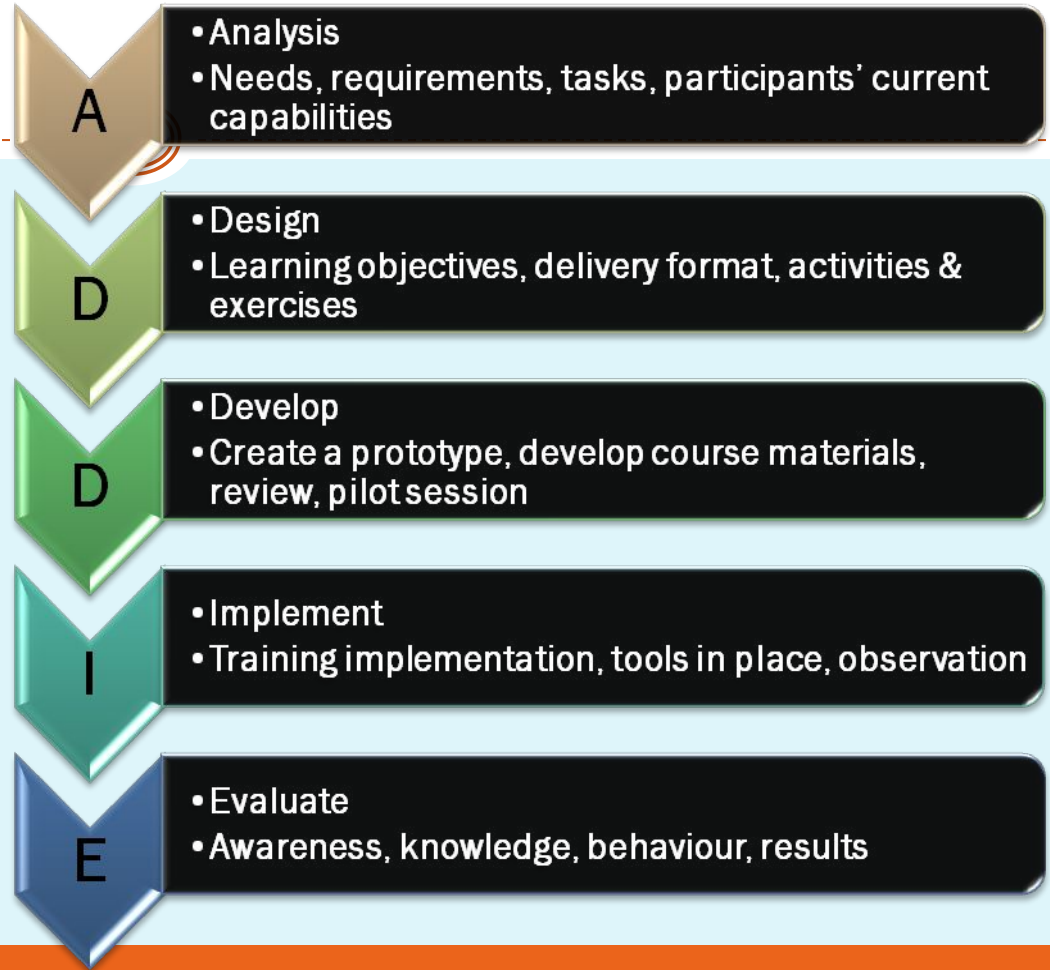 A
• Analysis
• Needs, requirements, tasks, participants’ current
capabilities
D
• Design
• Learning objectives, delivery format, activities &
exercises
D
• Develop
• Create a prototype, develop course materials,
review, pilot session
I
• Implement
• Training implementation, tools in place, observation
E
• Evaluate
• Awareness, knowledge, behaviour, results